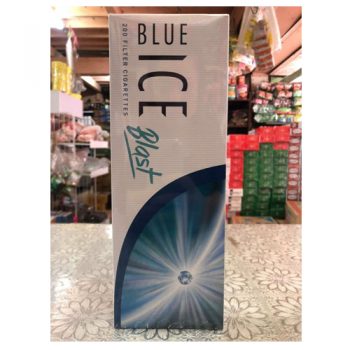 BLUE
ICE
Blast
200 FILTER CIGARETTES